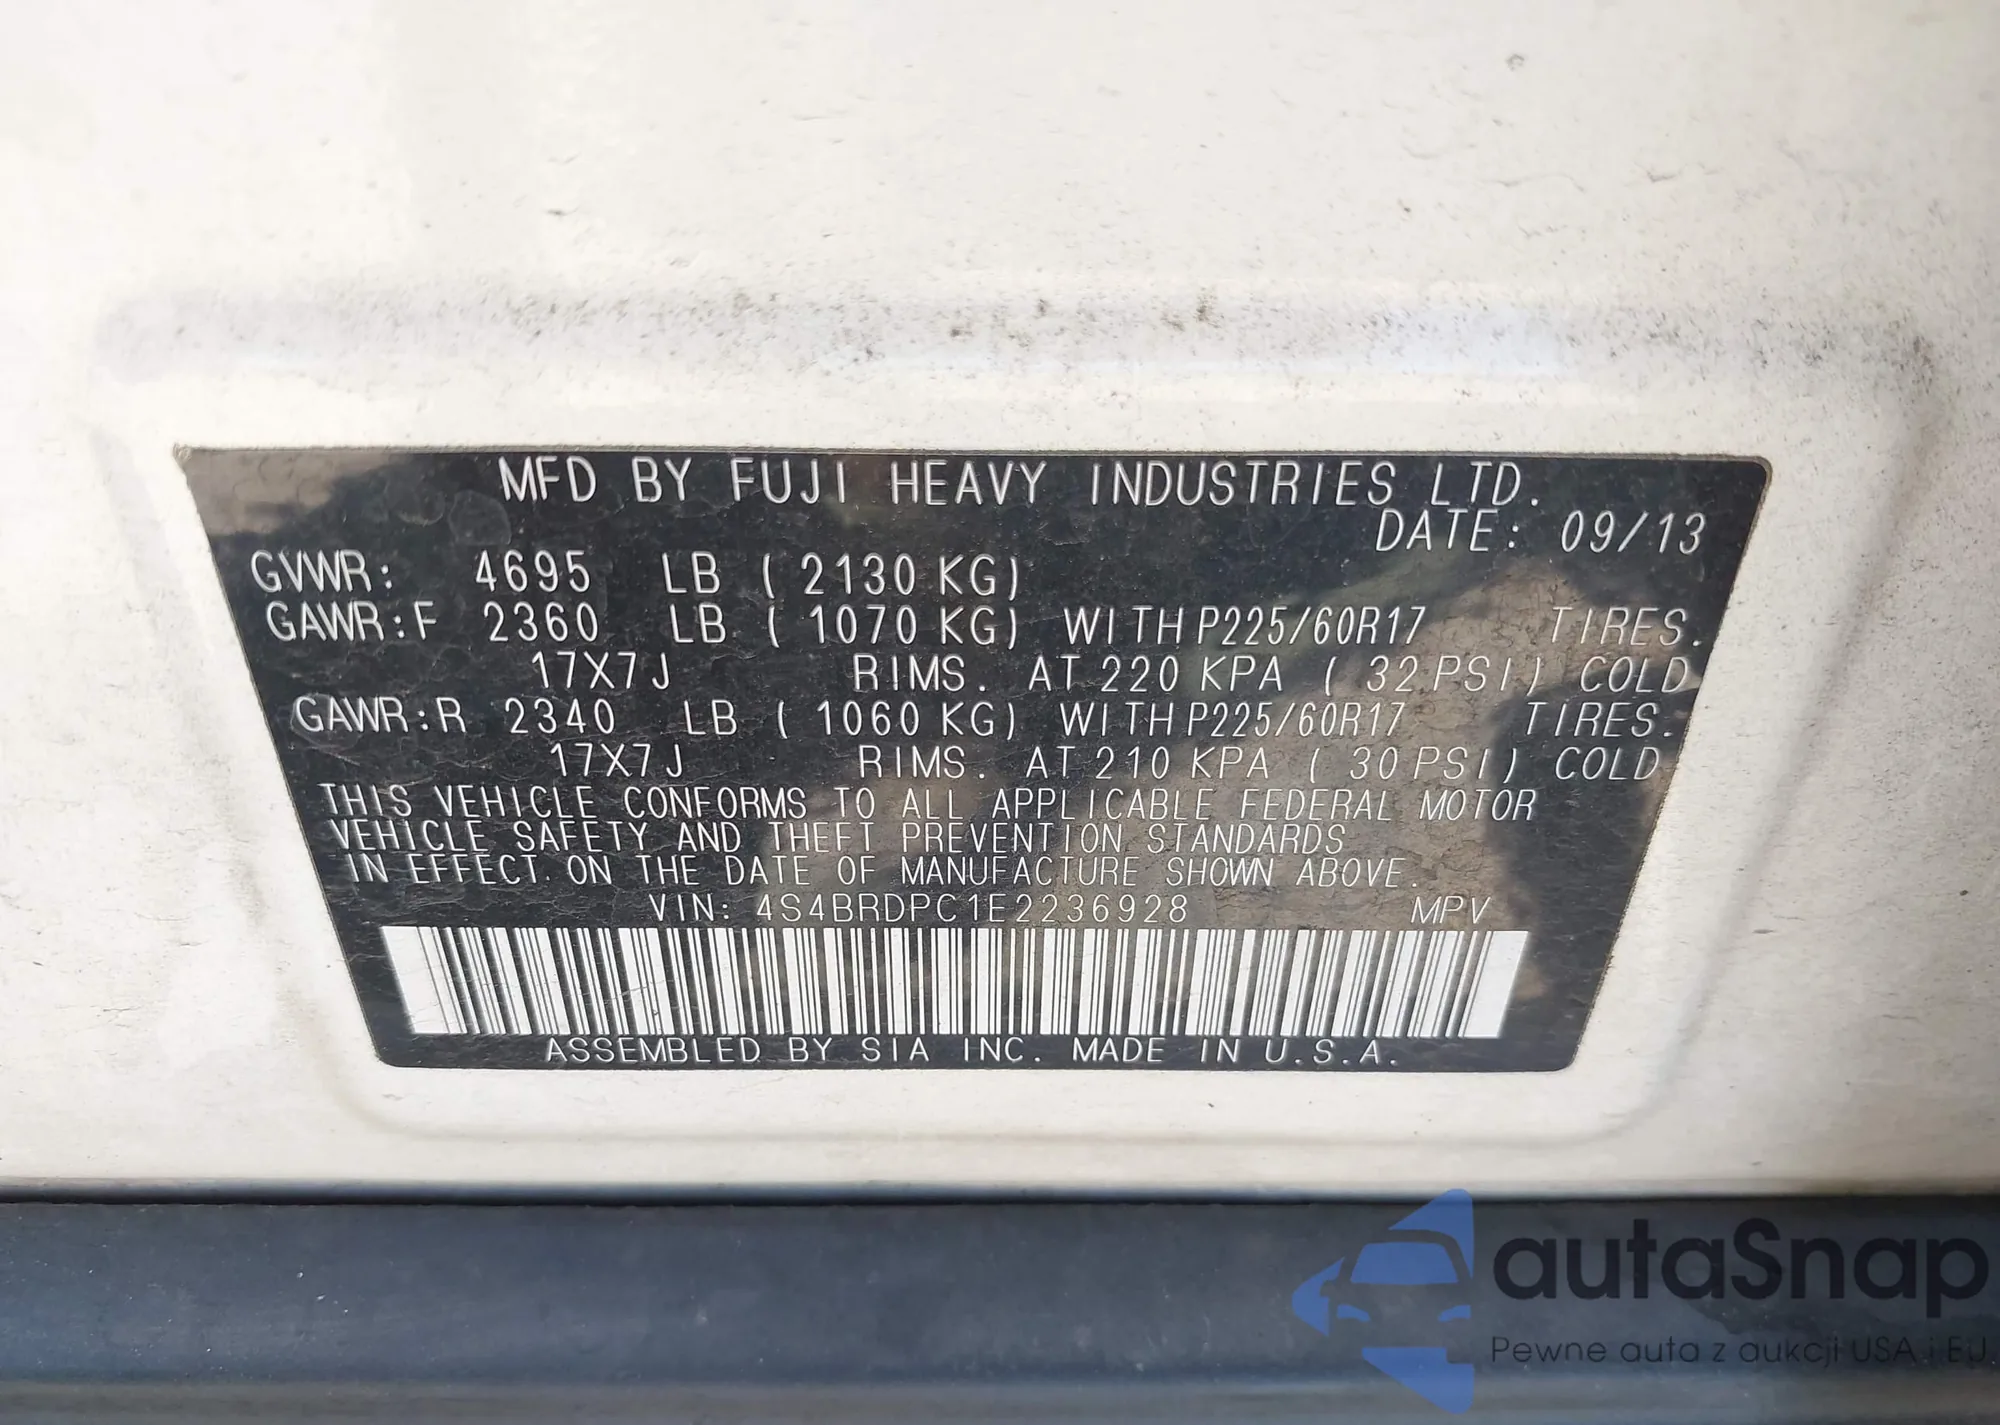 MFD BY FUJI HEAVY INDUSTRIES LTD.
DATE: 09/13
GVWR: 4695 LB (2130 KG)
GAWR:F 2360 LB (1070 KG) WITH P225/60R17 TIRES.
17X7J RIMS. AT 220 KPA (32 PSI) COLD
GAWR:R 2340 LB (1060 KG) WITH P225/60R17 TIRES.
17X7J RIMS. AT 210 KPA (30 PSI) COLD
THIS VEHICLE CONFORMS TO ALL APPLICABLE FEDERAL MOTOR
VEHICLE SAFETY AND THEFT PREVENTION STANDARDS
IN EFFECT ON THE DATE OF MANUFACTURE SHOWN ABOVE.
VIN: 4S4BRDPC1E2236928 MPV
ASSEMBLED BY SIA INC. MADE IN U.S.A.
autaSnap
Pewne auta z aukcji USA i EU